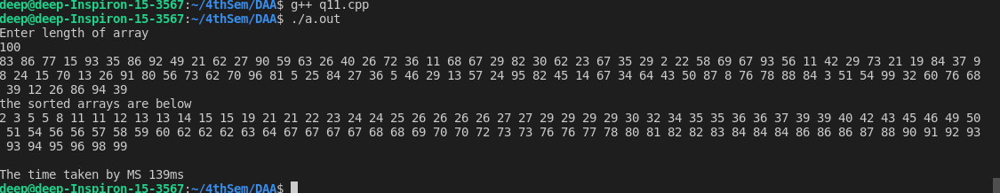 deep@deep-Inspiron-15-3567:~/4thSem/DAA$ g++ q11.cpp
deep@deep-Inspiron-15-3567:~/4thSem/DAA$ ./a.out
Enter length of array
100
83 86 77 15 93 35 86 92 49 21 62 27 90 59 63 26 40 26 72 36 11 68 67 29 82 30 62 23 67 35 29 2 22 58 69 67 93 56 11 42 29 73 21 19 84 37 9
8 24 15 70 13 26 91 80 56 73 62 70 96 81 5 25 84 27 36 5 46 29 13 57 24 95 82 45 14 67 34 64 43 50 87 8 76 78 88 84 3 51 54 99 32 60 76 68
 39 12 26 86 94 39
the sorted arrays are below
2 3 5 5 8 11 11 12 13 13 14 15 15 19 21 21 22 23 24 24 25 26 26 26 26 27 27 29 29 29 29 30 32 34 35 35 36 36 37 39 39 40 42 43 45 46 49 50
 51 54 56 56 57 58 59 60 62 62 62 63 64 67 67 67 67 68 68 69 70 70 72 73 73 76 76 77 78 80 81 82 82 83 84 84 84 86 86 86 87 88 90 91 92 93
 93 94 95 96 98 99
The time taken by MS 139ms
deep@deep-Inspiron-15-3567:~/4thSem/DAA$